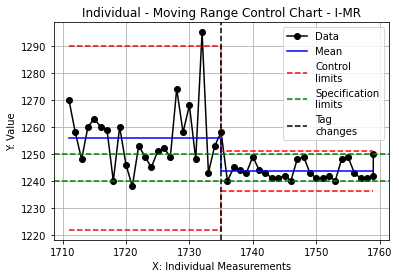 Individual - Moving Range Control Chart - I-MR
Data
Mean
Control
limits
Specification
limits
Tag
changes
Y: Value
1290
1280
1270
1260
1250
1240
1230
1220
1710
1720
1730
1740
1750
1760
X: Individual Measurements